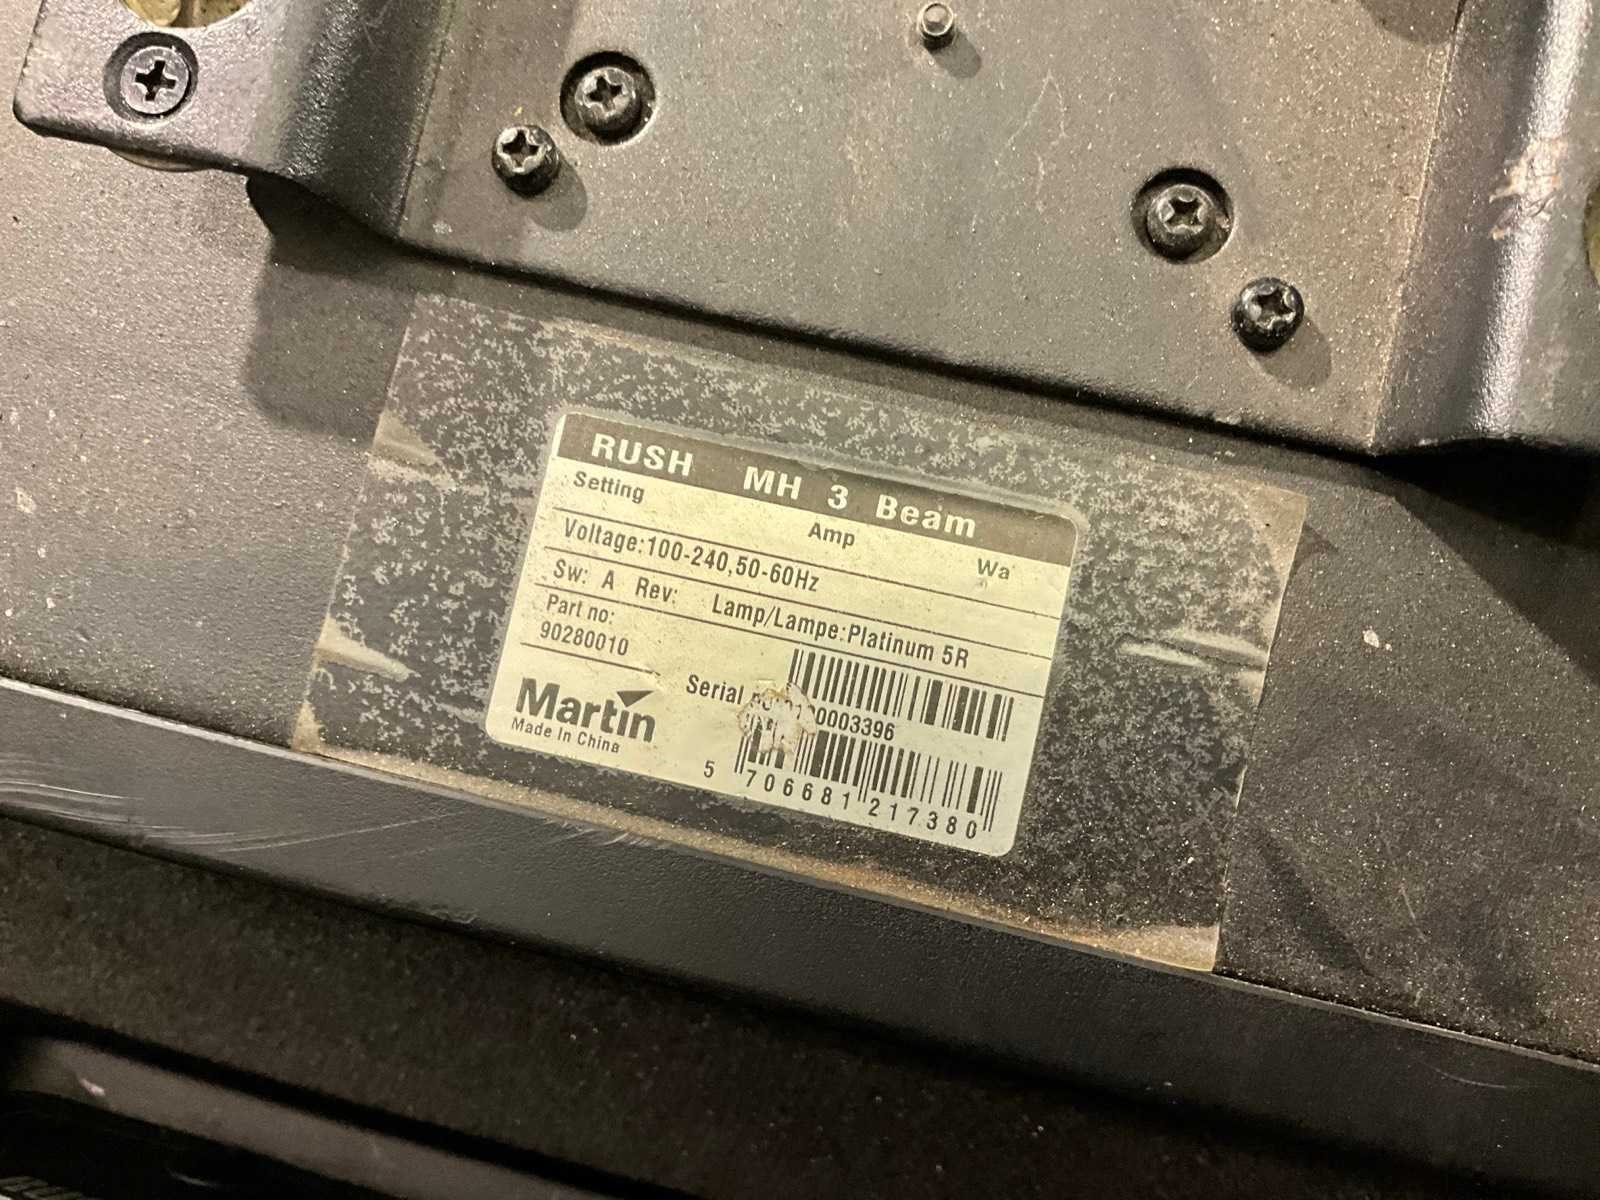 RUSH MH 3 Beam
Setting Amp Wa
Voltage:100-240,50-60Hz
Sw: A Rev: Lamp/Lampe:Platinum 5R
Part no:
90280010
Serial
Martin
Made In China
5 706681 217380